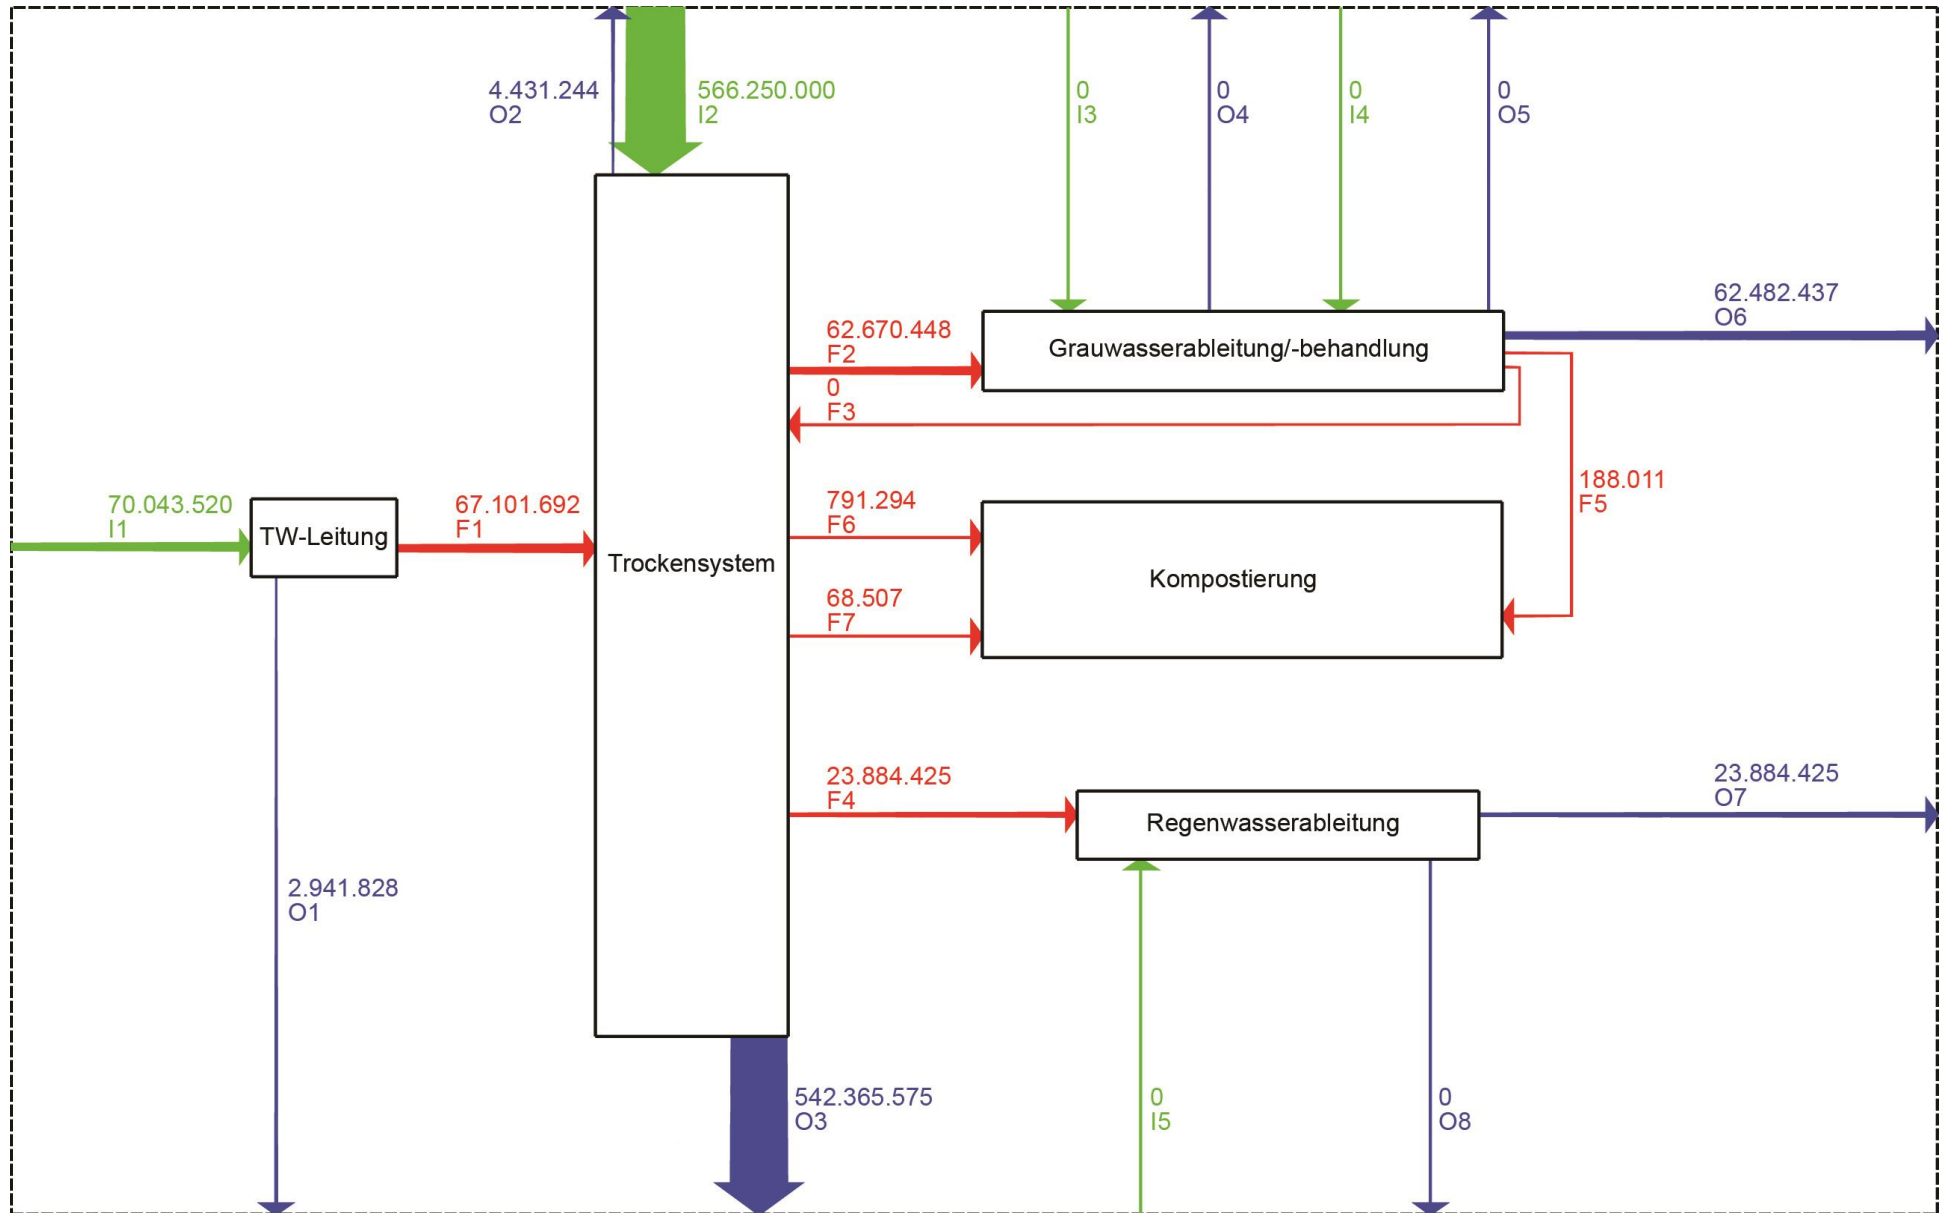 4.431.244
O2
566.250.000
I2
0
I3
0
O4
0
I4
0
O5
62.482.437
O6
62.670.448
F2
Grauwasserableitung/-behandlung
0
F3
70.043.520
I1
TW-Leitung
67.101.692
F1
Trockensystem
791.294
F6
Kompostierung
188.011
F5
68.507
F7
23.884.425
F4
Regenwasserableitung
23.884.425
O7
2.941.828
O1
542.365.575
O3
0
I5
0
O8